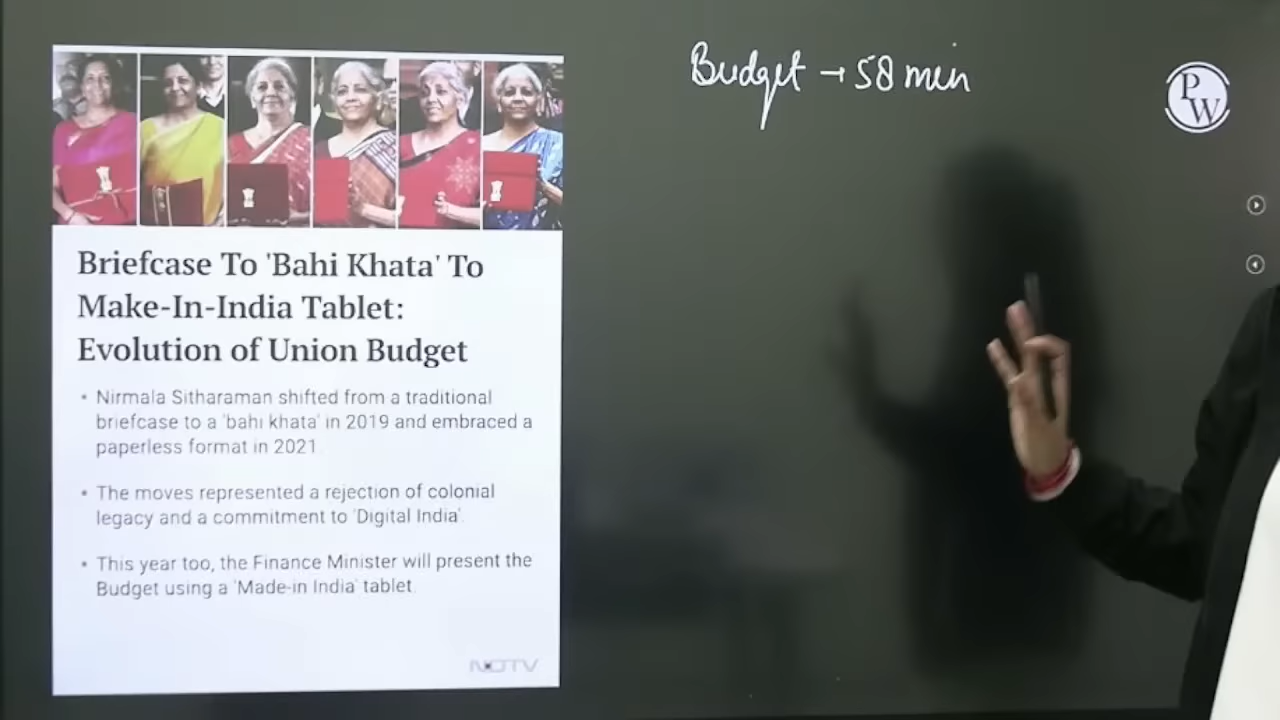 Budget → 58 min
PW
Briefcase To 'Bahi Khata' To
Make-In-India Tablet:
Evolution of Union Budget
• Nirmala Sitharaman shifted from a traditional
briefcase to a 'bahi khata' in 2019 and embraced a
paperless format in 2021.
• The moves represented a rejection of colonial
legacy and a commitment to 'Digital India'.
• This year too, the Finance Minister will present the
Budget using a 'Made-in India' tablet.
NDTV